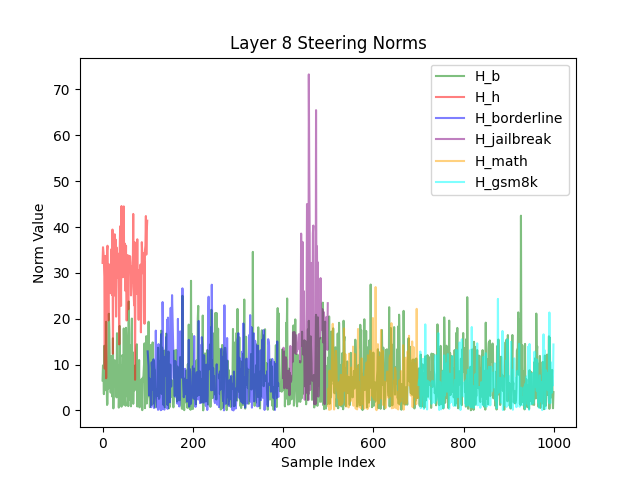 Layer 8 Steering Norms
H_b
H_h
H_borderline
H_jailbreak
H_math
H_gsm8k
Norm Value
70
60
50
40
30
20
10
0
0 200 400 600 800 1000
Sample Index